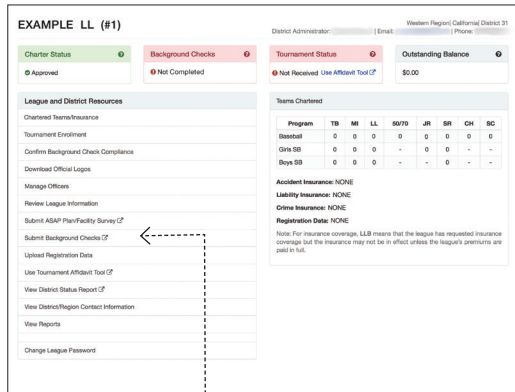 EXAMPLE LL (#1)
Western Region| California| District 31
District Administrator: | Email: | Phone:
Charter Status
Approved
Background Checks
Not Completed
Tournament Status
Not Received Use Affidavit Tool
Outstanding Balance
$0.00
League and District Resources
Chartered Teams/Insurance
Tournament Enrollment
Confirm Background Check Compliance
Download Official Logos
Manage Officers
Review League Information
Submit ASAP Plan/Facility Survey
Submit Background Checks
Upload Registration Data
Use Tournament Affidavit Tool
View District Status Report
View District/Region Contact Information
View Reports
Change League Password
Teams Chartered
Program TB MI LL 50/70 JR SR CH SC
Baseball 0 0 0 0 0 0 0 0
Girls SB 0 0 0 - 0 0 - -
Boys SB 0 0 0 - 0 0 - -
Accident Insurance: NONE
Liability Insurance: NONE
Crime Insurance: NONE
Registration Data: NONE
Note: For insurance coverage, LLB means that the league has requested insurance
coverage but the insurance may not be in effect unless the league's premiums are
paid in full.